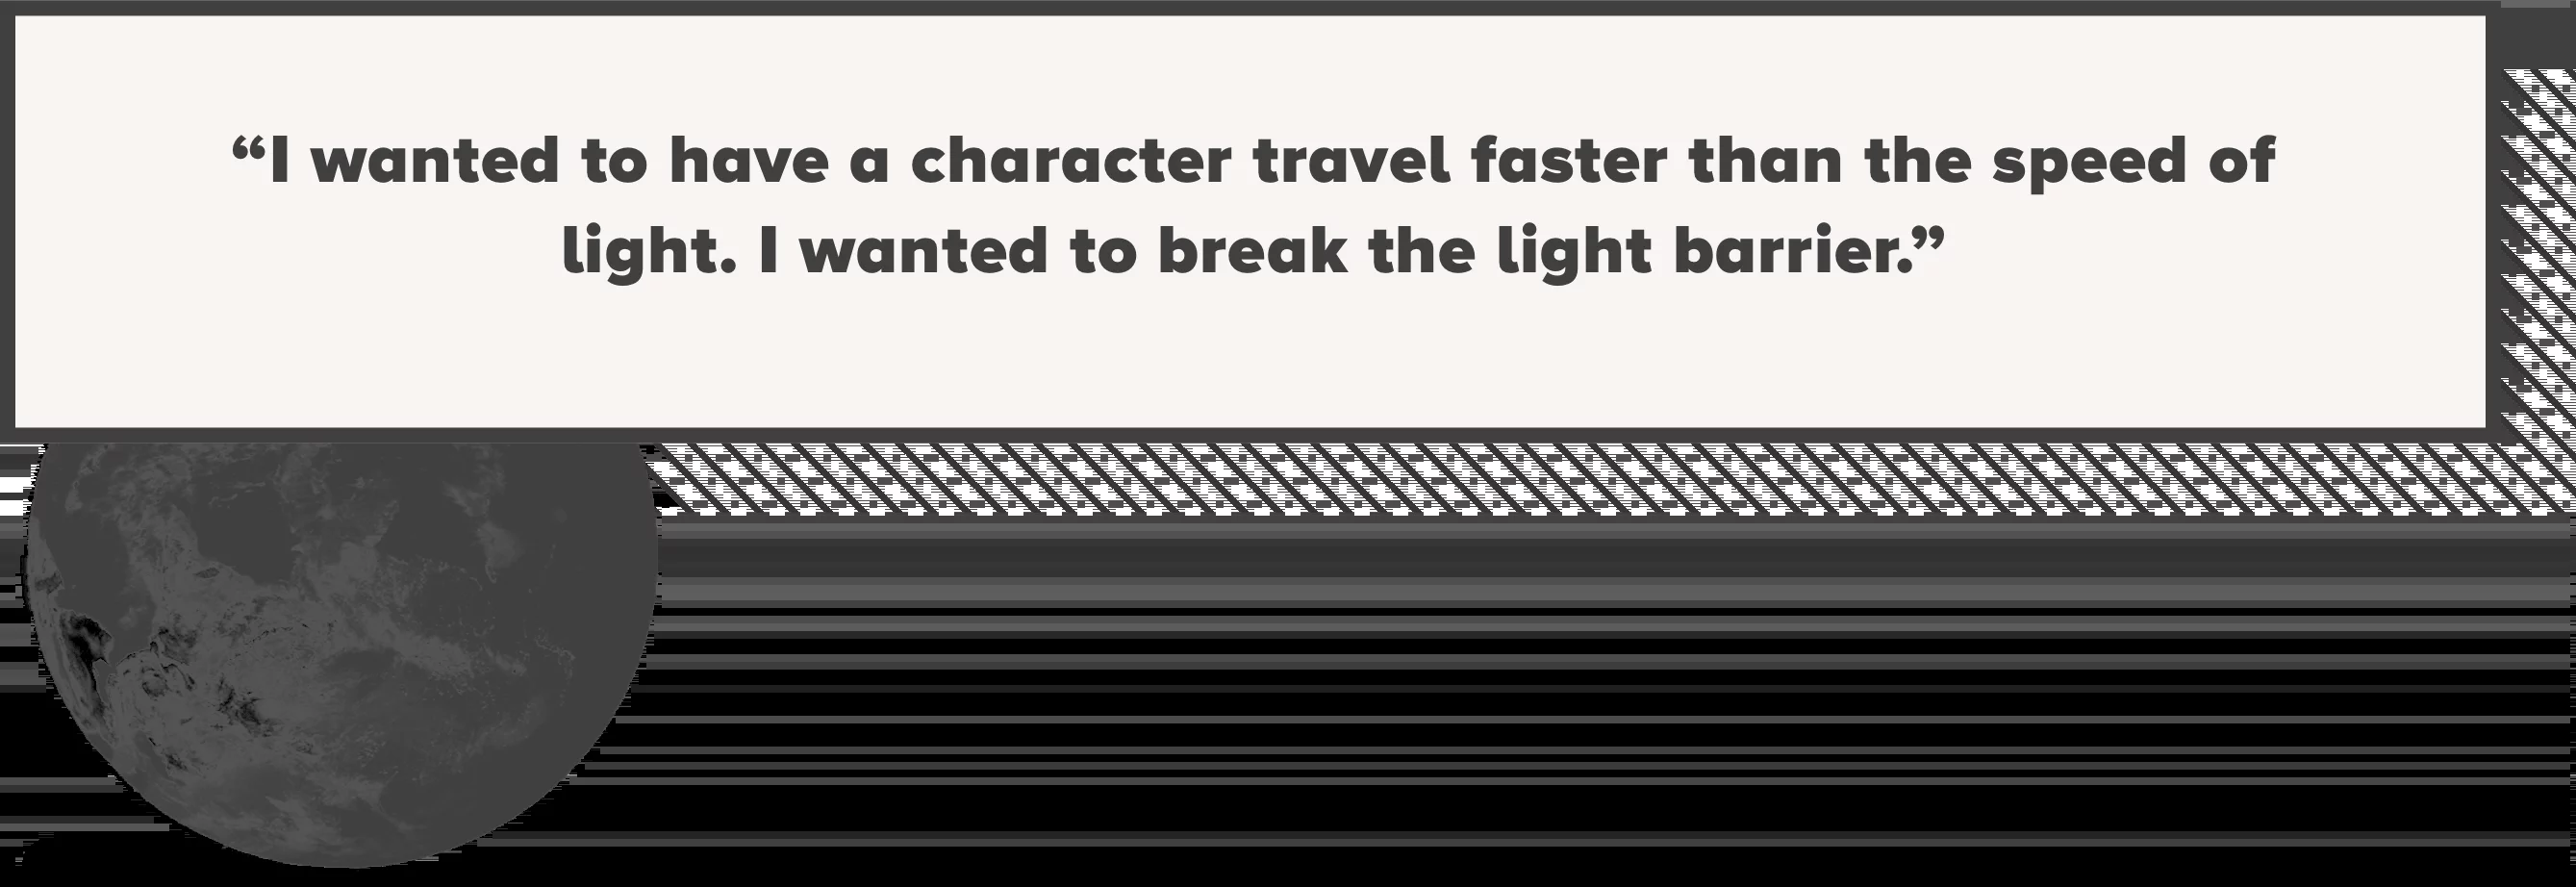 “I wanted to have a character travel faster than the speed of
light. I wanted to break the light barrier.”